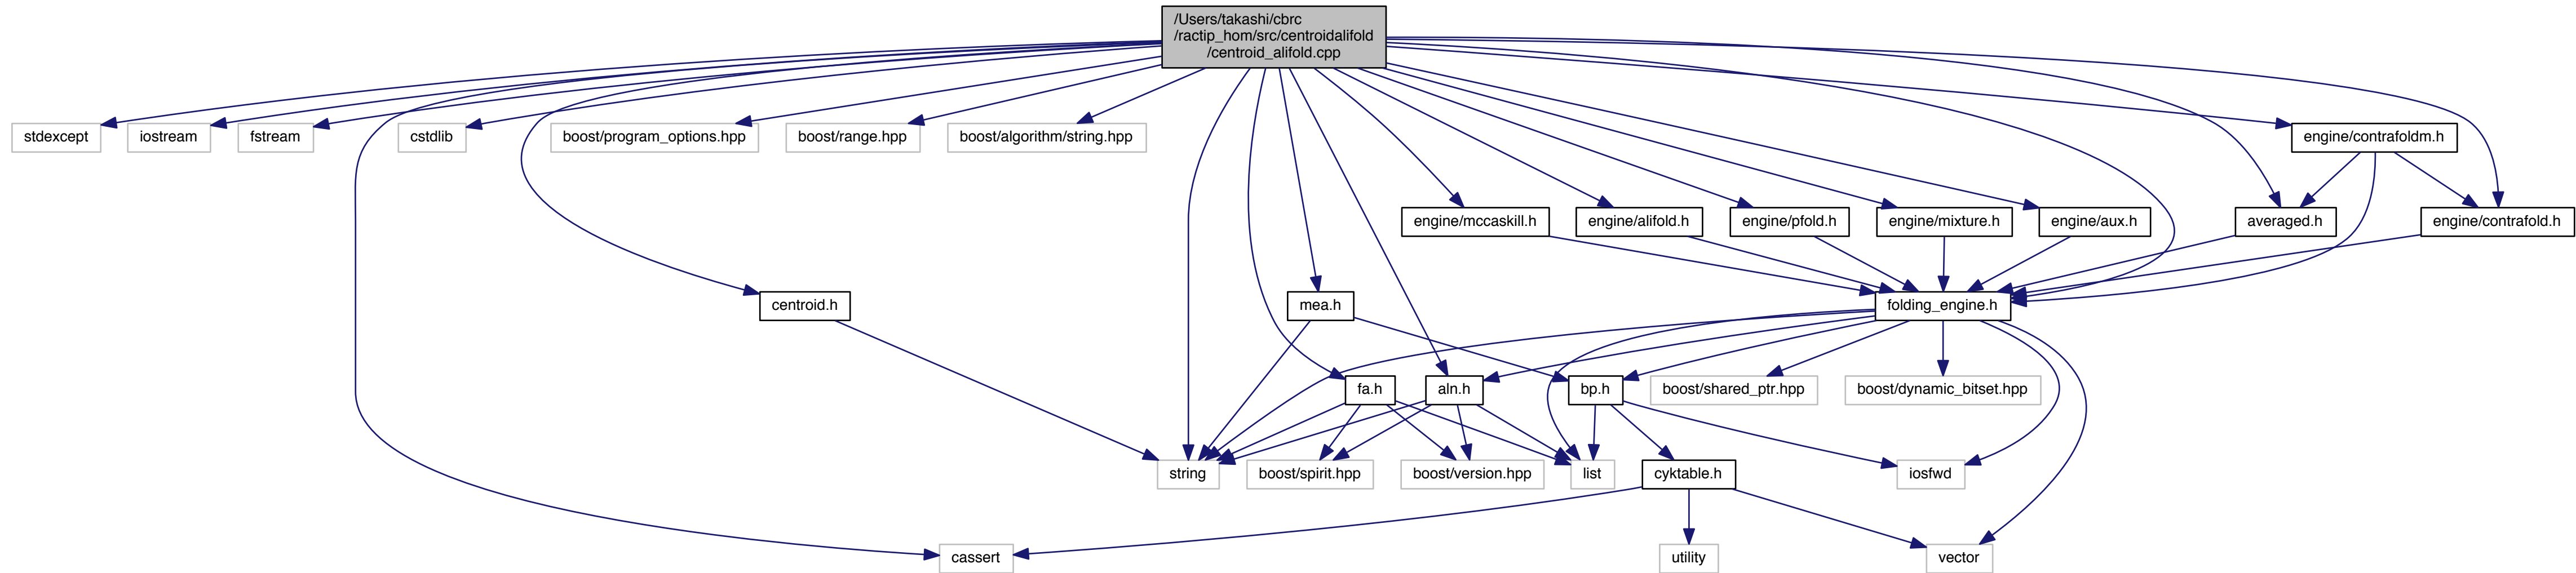 /Users/takashi/cbrc
/ractip_hom/src/centroidalifold
/centroid_alifold.cpp
stdexcept
iostream
fstream
cstdlib
boost/program_options.hpp
boost/range.hpp
boost/algorithm/string.hpp
engine/contrafoldm.h
engine/mccaskill.h
engine/alifold.h
engine/pfold.h
engine/mixture.h
engine/aux.h
averaged.h
engine/contrafold.h
centroid.h
mea.h
folding_engine.h
fa.h
aln.h
bp.h
boost/shared_ptr.hpp
boost/dynamic_bitset.hpp
string
boost/spirit.hpp
boost/version.hpp
list
cyktable.h
iosfwd
cassert
utility
vector